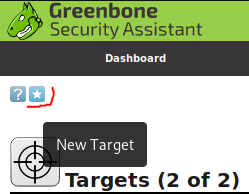 Greenbone
Security Assistant
Dashboard
?
New Target
Targets (2 of 2)